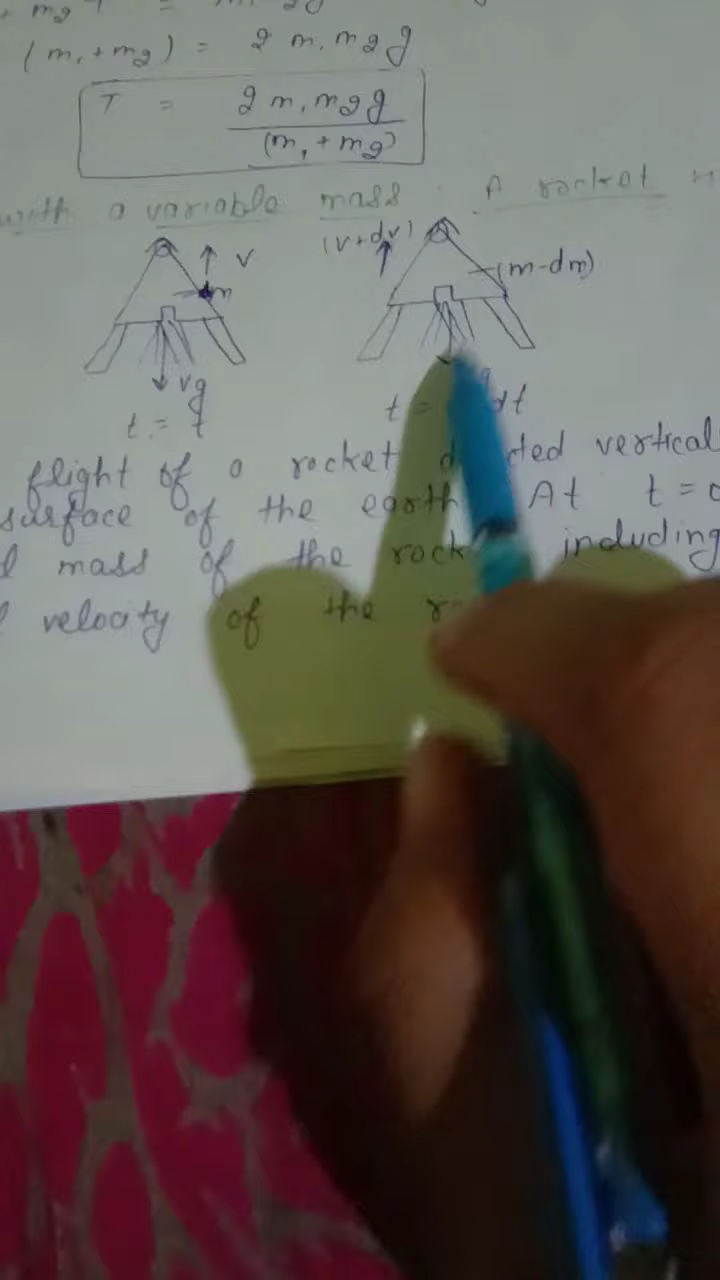 (m₁+m₂) = 2 m₁ m₂ g
T = 2 m₁ m₂ g
(m₁+m₂)
with a variable mass : A rocket
v (v+dv) (m-dm)
m
vg
t = t t = dt
flight of a rocket vertical
surface of the earth At t =
mass of the including
velocity of the